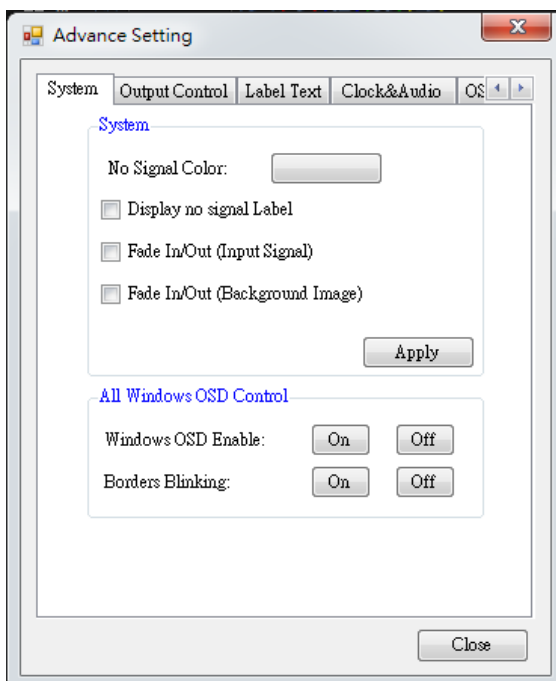 Advance Setting
System Output Control Label Text Clock&Audio OS
System
No Signal Color:
Display no signal Label
Fade In/Out (Input Signal)
Fade In/Out (Background Image)
Apply
All Windows OSD Control
Windows OSD Enable: On Off
Borders Blinking: On Off
Close